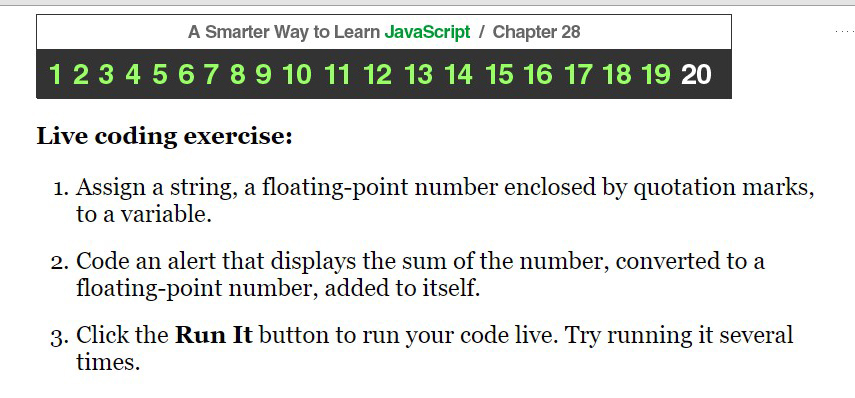 A Smarter Way to Learn JavaScript / Chapter 28
1 2 3 4 5 6 7 8 9 10 11 12 13 14 15 16 17 18 19 20
Live coding exercise:
1. Assign a string, a floating-point number enclosed by quotation marks,
to a variable.
2. Code an alert that displays the sum of the number, converted to a
floating-point number, added to itself.
3. Click the Run It button to run your code live. Try running it several
times.